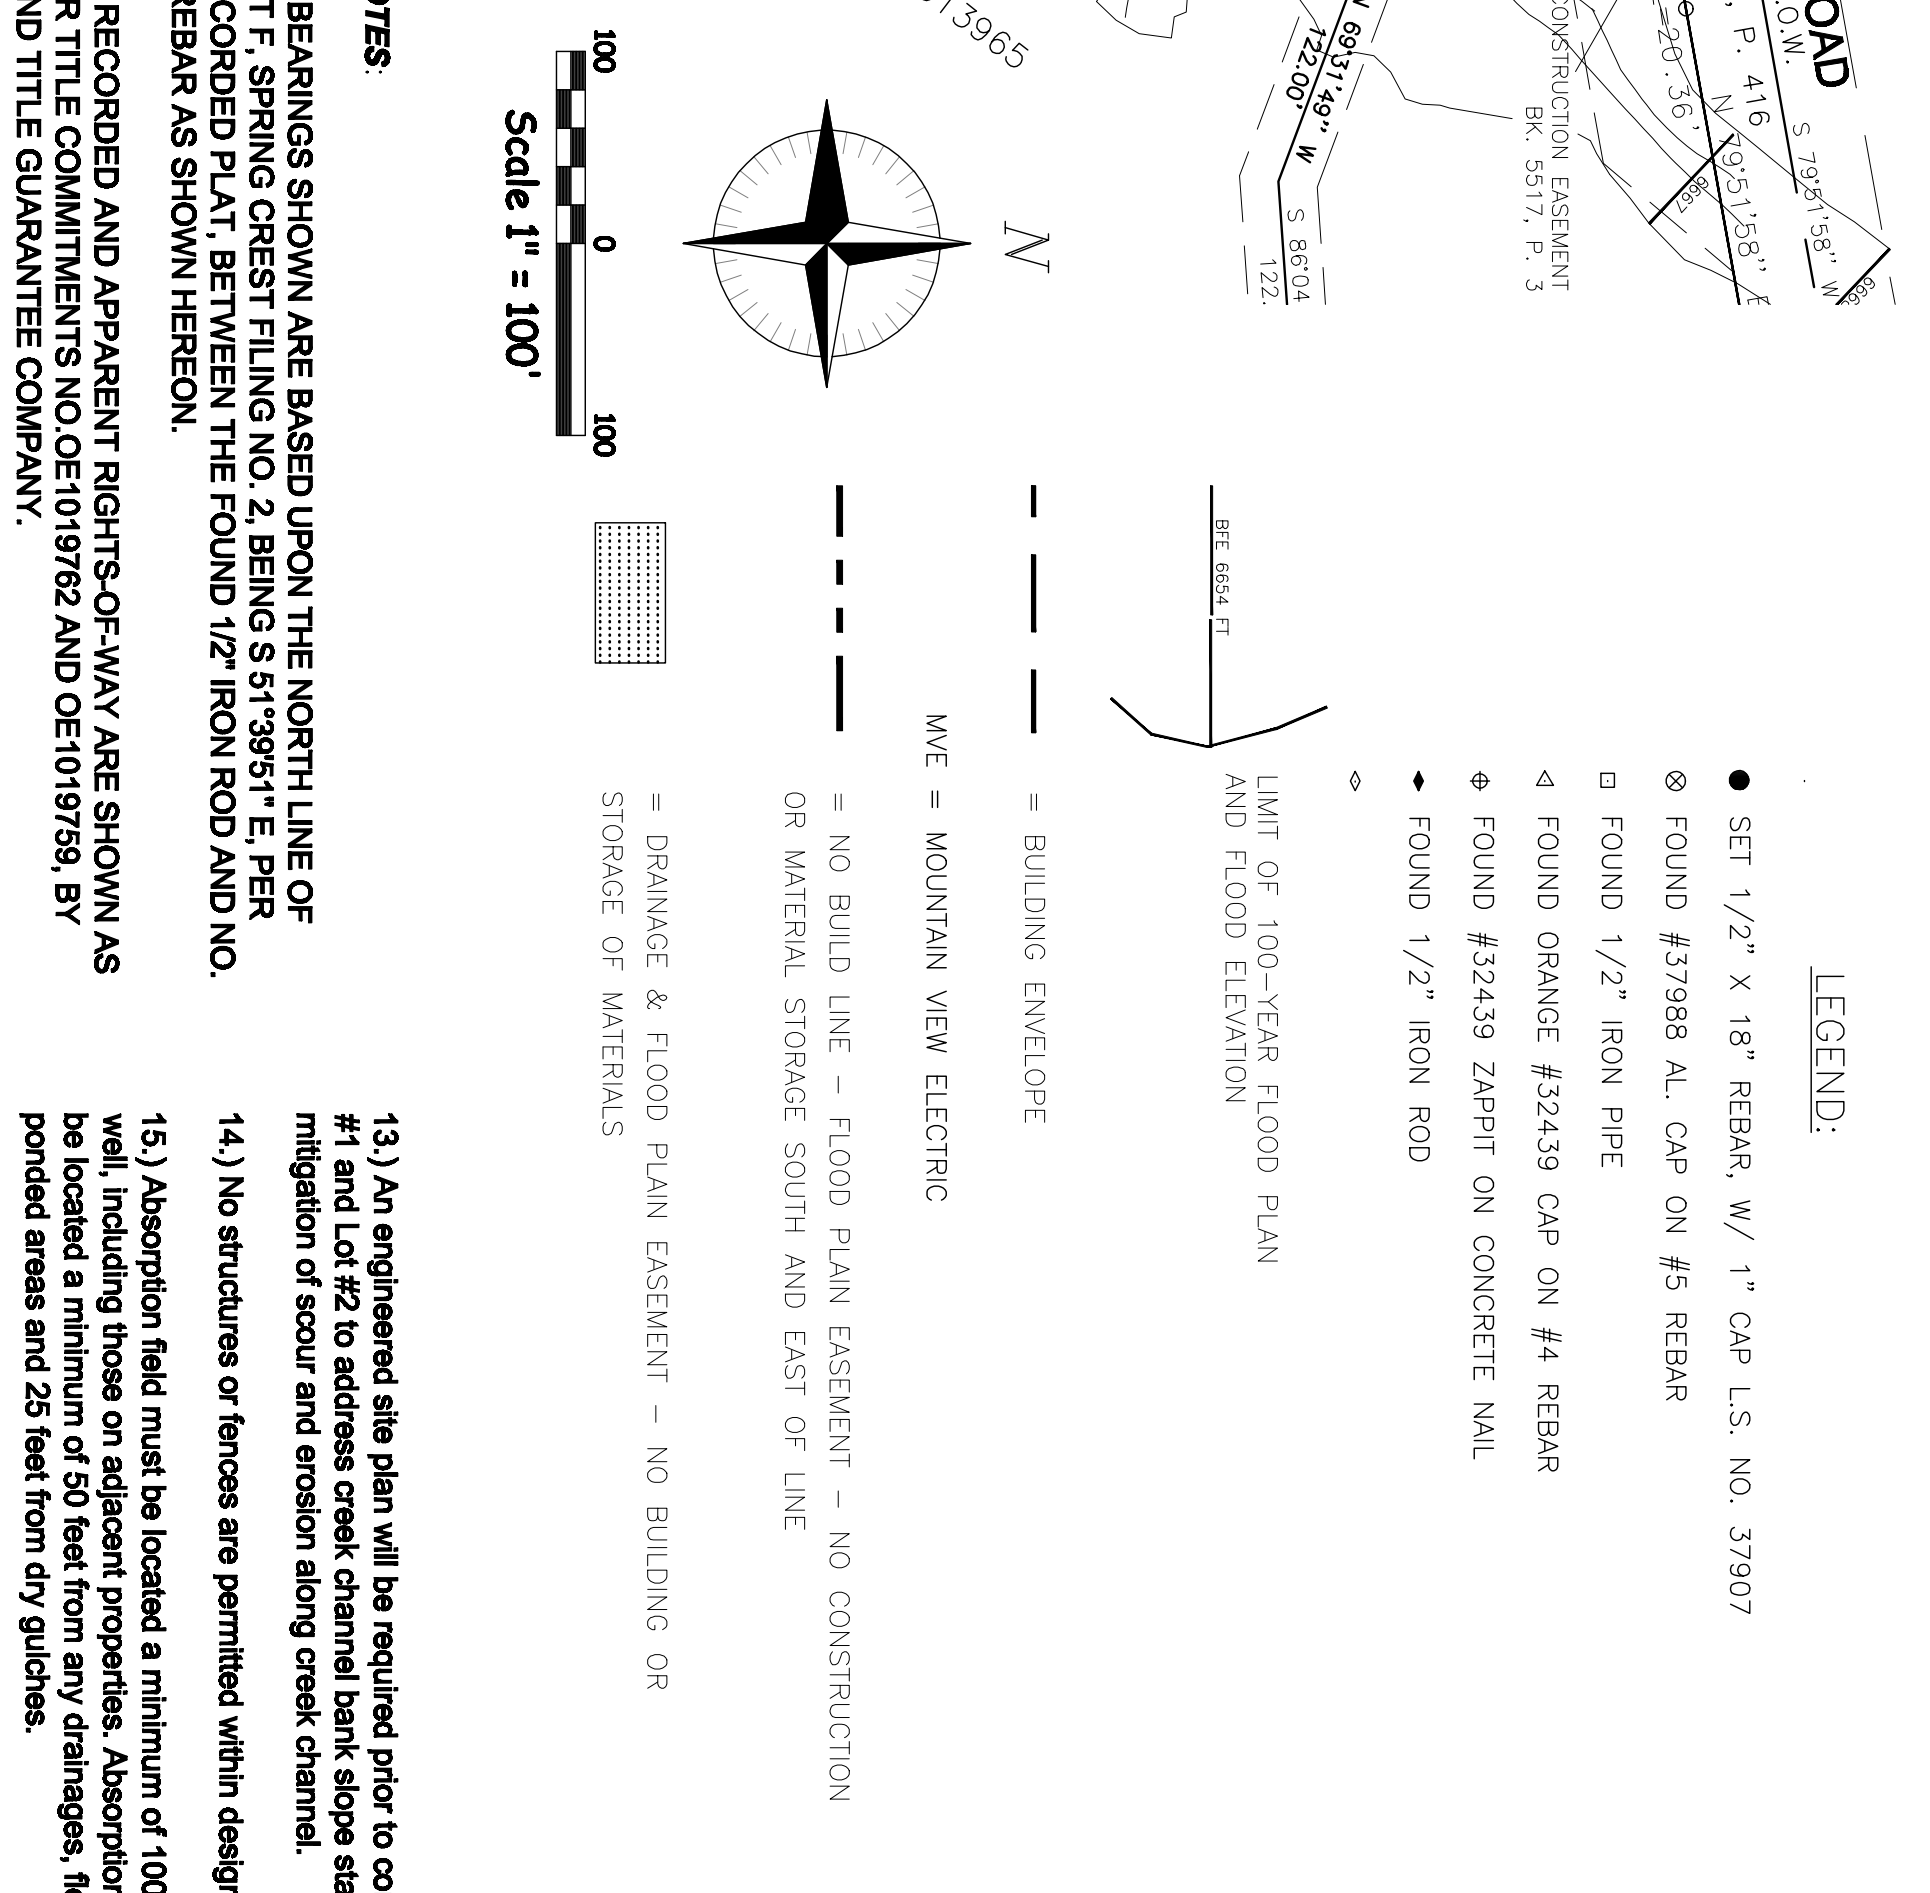 OAD
.O.W.
S 79°51'58" W
, P. 416
N 79°51'58" E
=20.36'
6667
CONSTRUCTION EASEMENT
BK. 5517, P. 3
N 69°31'49" W
122.00'
S 86°04
122.
13965
N
100 0 100
Scale 1" = 100'
LEGEND:
SET 1/2" X 18" REBAR, W/ 1" CAP L.S. NO. 37907
FOUND #37988 AL. CAP ON #5 REBAR
FOUND 1/2" IRON PIPE
FOUND ORANGE #32439 CAP ON #4 REBAR
FOUND #32439 ZAPPIT ON CONCRETE NAIL
FOUND 1/2" IRON ROD
BFE 6654 FT
LIMIT OF 100-YEAR FLOOD PLAN
AND FLOOD ELEVATION
= BUILDING ENVELOPE
MVE = MOUNTAIN VIEW ELECTRIC
= NO BUILD LINE - FLOOD PLAIN EASEMENT - NO CONSTRUCTION
OR MATERIAL STORAGE SOUTH AND EAST OF LINE
= DRAINAGE & FLOOD PLAIN EASEMENT - NO BUILDING OR
STORAGE OF MATERIALS
OTES:
BEARINGS SHOWN ARE BASED UPON THE NORTH LINE OF
T F, SPRING CREST FILING NO. 2, BEING S 51°39'51" E, PER
CORDED PLAT, BETWEEN THE FOUND 1/2" IRON ROD AND NO.
REBAR AS SHOWN HEREON.
RECORDED AND APPARENT RIGHTS-OF-WAY ARE SHOWN AS
R TITLE COMMITMENTS NO.OE1019762 AND OE1019759, BY
ND TITLE GUARANTEE COMPANY.
13.) An engineered site plan will be required prior to co
#1 and Lot #2 to address creek channel bank slope sta
mitigation of scour and erosion along creek channel.
14.) No structures or fences are permitted within desig
15.) Absorption field must be located a minimum of 100
well, including those on adjacent properties. Absorption
be located a minimum of 50 feet from any drainages, fl
ponded areas and 25 feet from dry gulches.